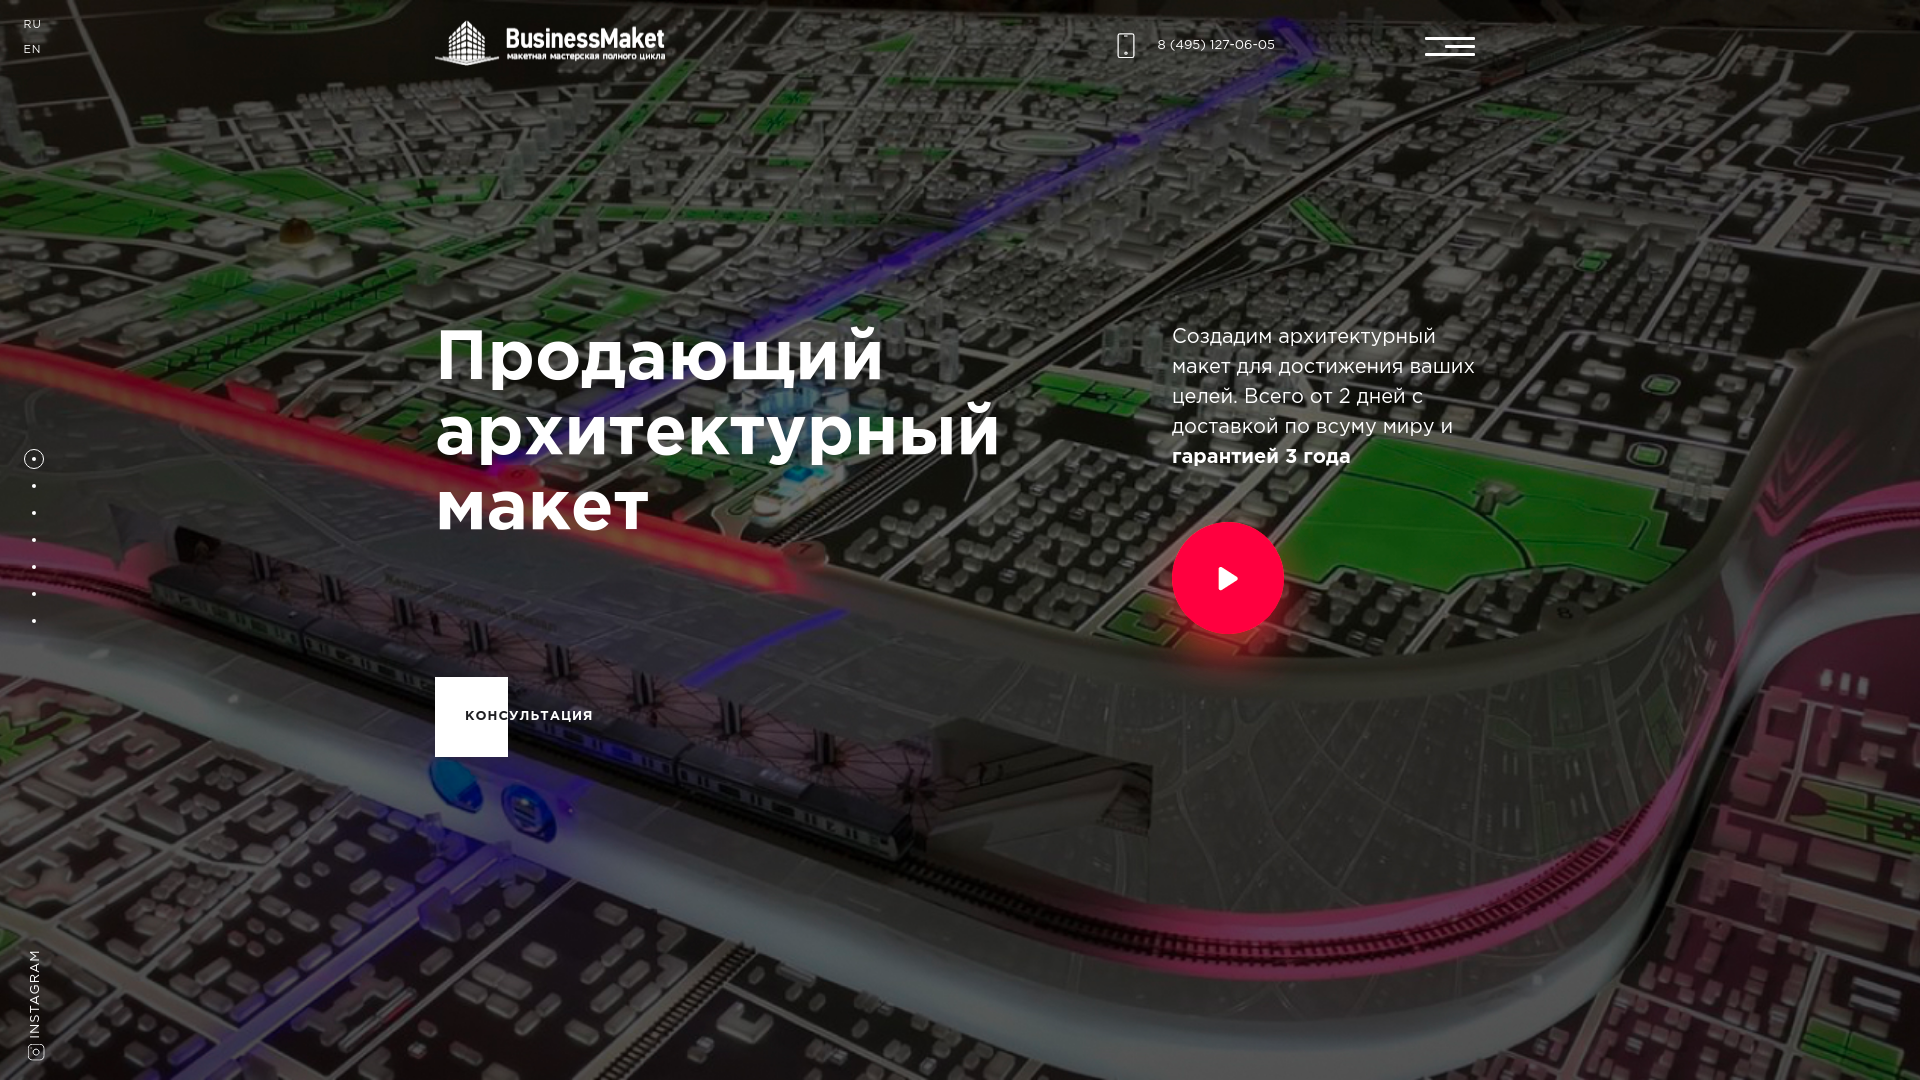 RU
EN
BusinessMaket
макетная мастерская полного цикла
8 (495) 127-06-05
Продающий
архитектурный
макет
Создадим архитектурный
макет для достижения ваших
целей. Всего от 2 дней с
доставкой по всуму миру и
гарантией 3 года
КОНСУЛЬТАЦИЯ
INSTAGRAM